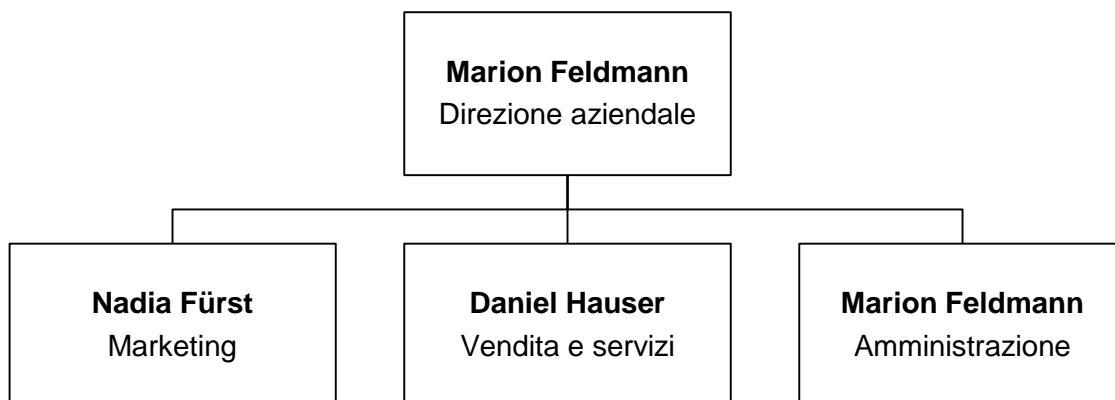 Marion Feldmann
Direzione aziendale
Nadia Fürst
Marketing
Daniel Hauser
Vendita e servizi
Marion Feldmann
Amministrazione